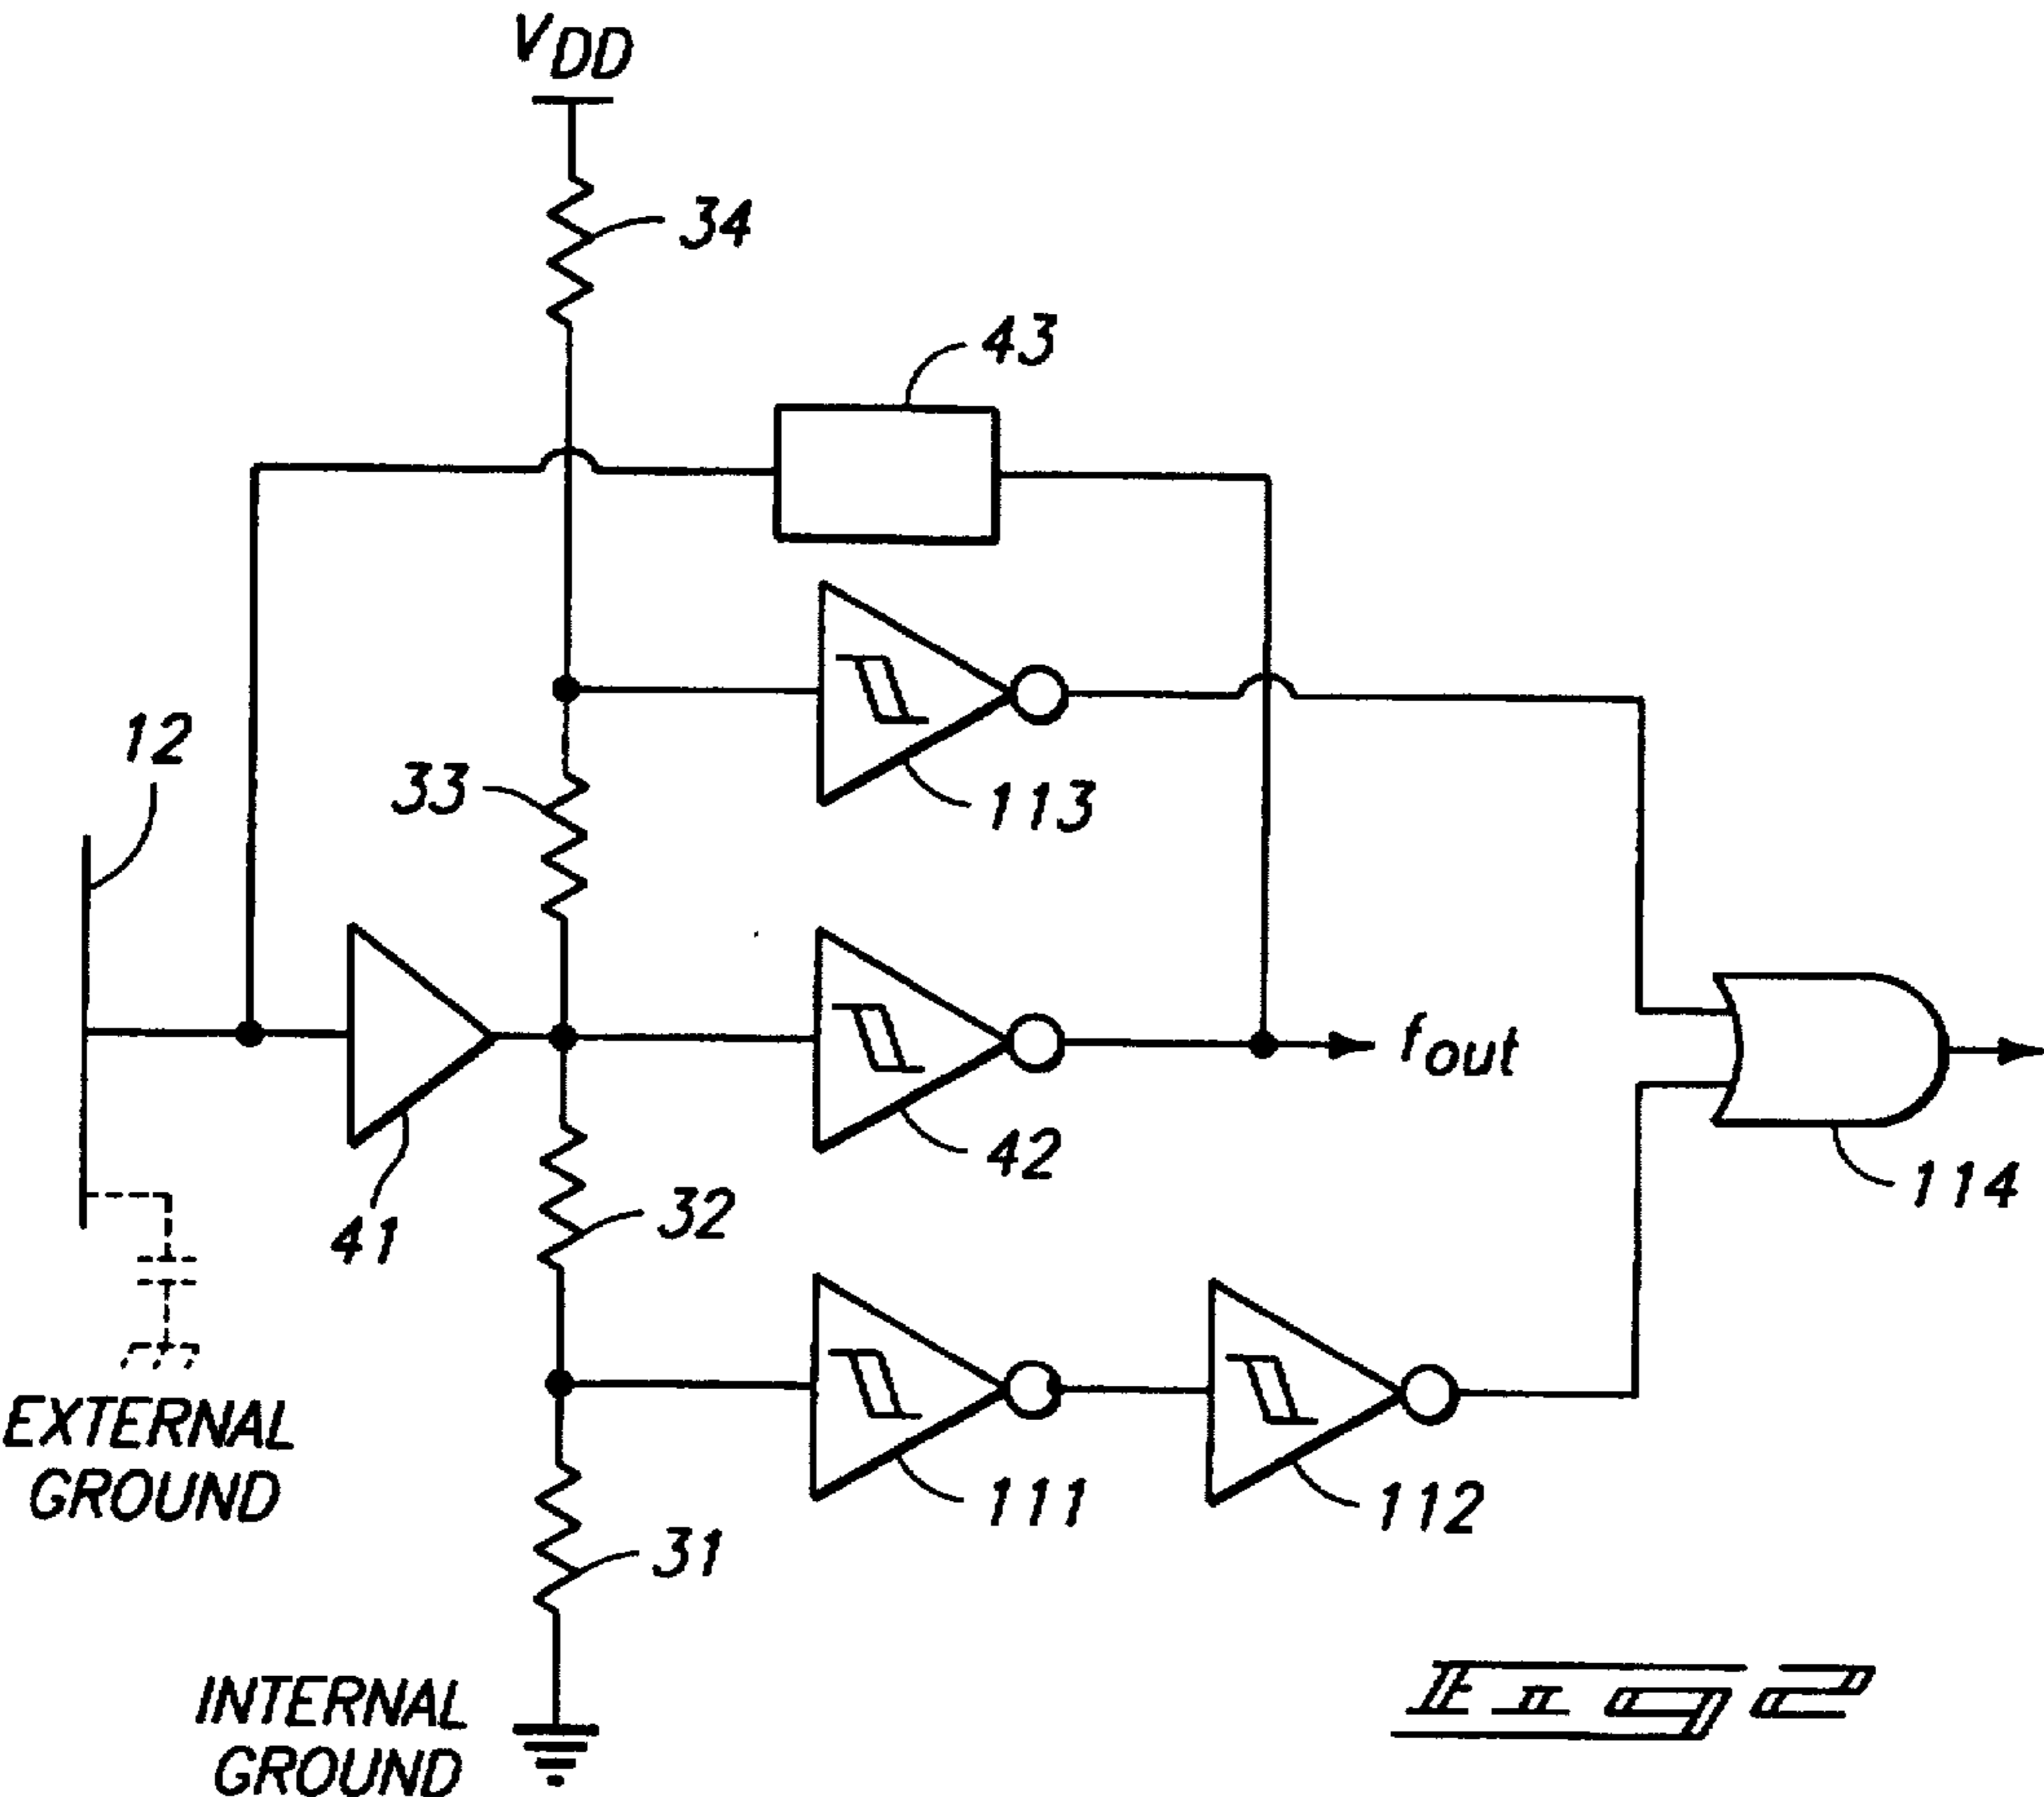 VDD
34
43
12
33
113
fout
42
41
32
114
EXTERNAL
GROUND
111
112
31
INTERNAL
GROUND
Fig 2